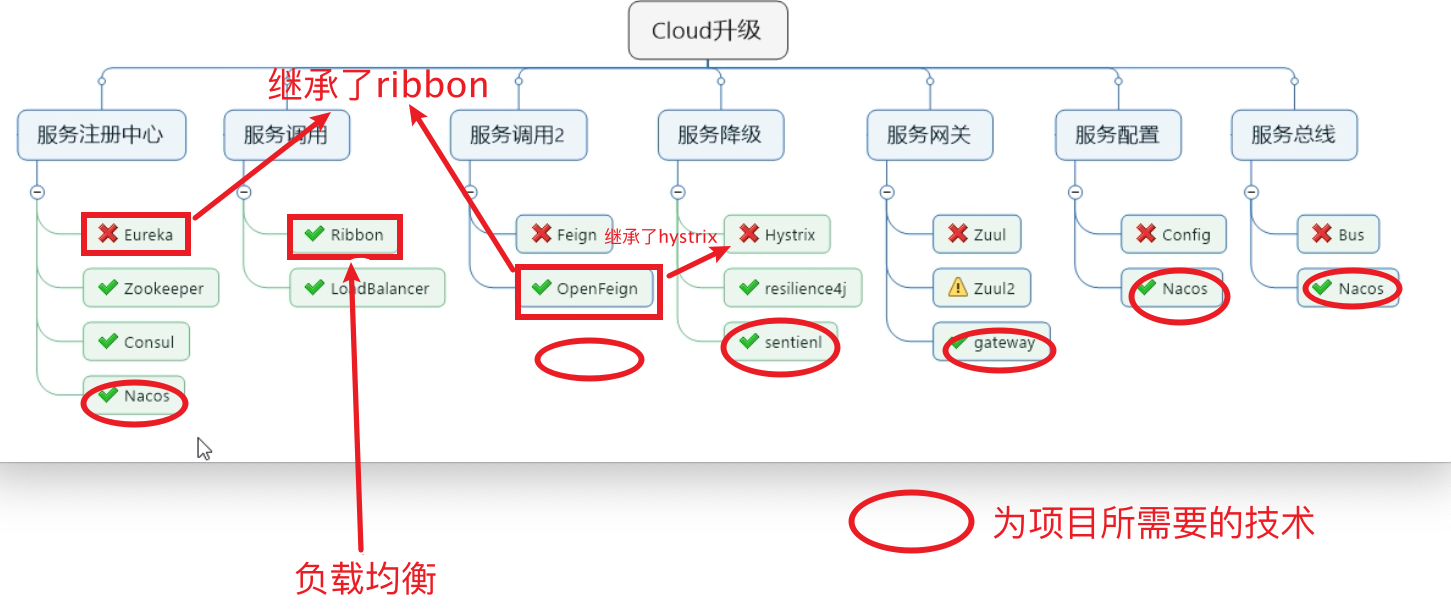 Cloud升级
继承了ribbon
服务注册中心
服务调用
服务调用2
服务降级
服务网关
服务配置
服务总线
Eureka
Ribbon
Feign
继承了hystrix
Hystrix
Zuul
Config
Bus
Zookeeper
LoadBalancer
OpenFeign
resilience4j
Zuul2
Nacos
Nacos
Consul
sentienl
gateway
Nacos
为项目所需要的技术
负载均衡